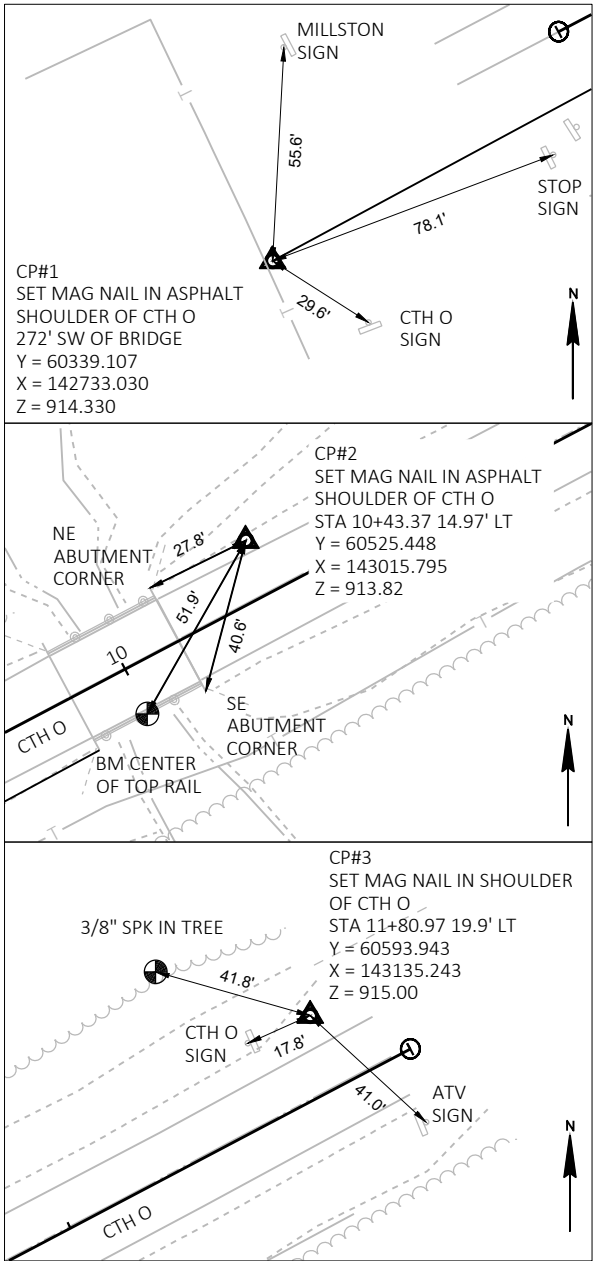 MILLSTON
SIGN
55.6'
STOP
SIGN
78.1'
29.6'
CTH O
SIGN
CP#1
SET MAG NAIL IN ASPHALT
SHOULDER OF CTH O
272' SW OF BRIDGE
Y = 60339.107
X = 142733.030
Z = 914.330
N
CP#2
SET MAG NAIL IN ASPHALT
SHOULDER OF CTH O
STA 10+43.37 14.97' LT
Y = 60525.448
X = 143015.795
Z = 913.82
NE
ABUTMENT
CORNER
27.8'
51.9'
40.6'
10
SE
ABUTMENT
CORNER
CTH O
BM CENTER
OF TOP RAIL
N
CP#3
SET MAG NAIL IN SHOULDER
OF CTH O
STA 11+80.97 19.9' LT
Y = 60593.943
X = 143135.243
Z = 915.00
3/8" SPK IN TREE
41.8'
CTH O
SIGN
17.8'
41.0'
ATV
SIGN
CTH O
N